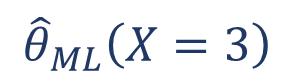 θ̂_ML(X = 3)